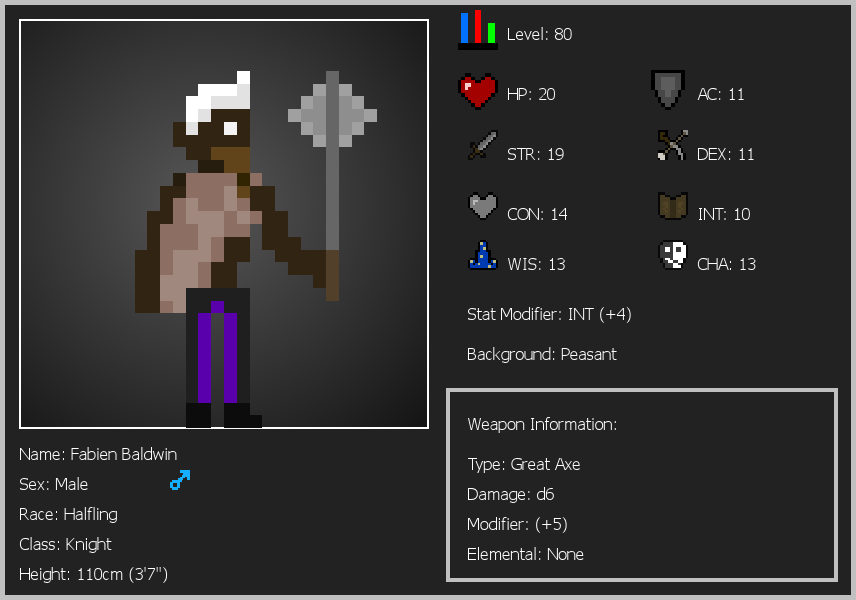 Level: 80
HP: 20
AC: 11
STR: 19
DEX: 11
CON: 14
INT: 10
WIS: 13
CHA: 13
Stat Modifier: INT (+4)
Background: Peasant
Weapon Information:
Type: Great Axe
Damage: d6
Modifier: (+5)
Elemental: None
Name: Fabien Baldwin
Sex: Male
Race: Halfling
Class: Knight
Height: 110cm (3'7")